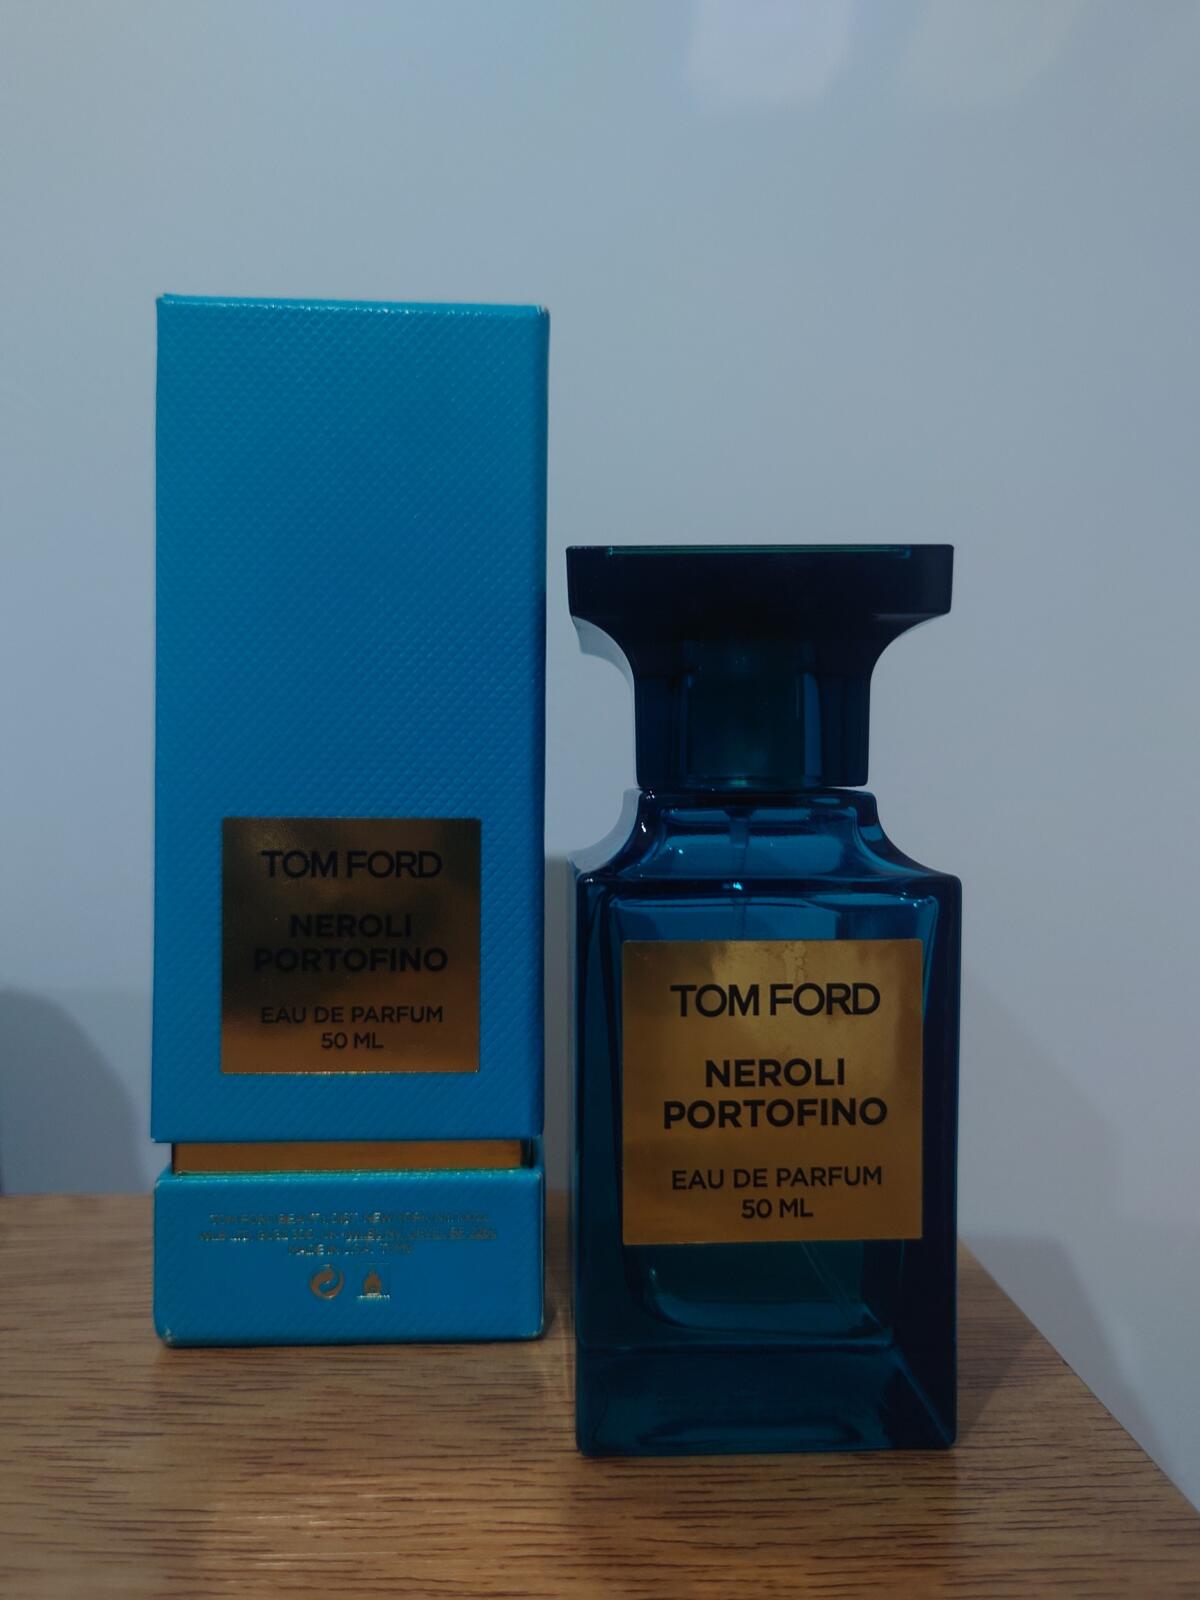 TOM FORD
NEROLI
PORTOFINO
EAU DE PARFUM
50 ML
TOM FORD
NEROLI
PORTOFINO
EAU DE PARFUM
50 ML